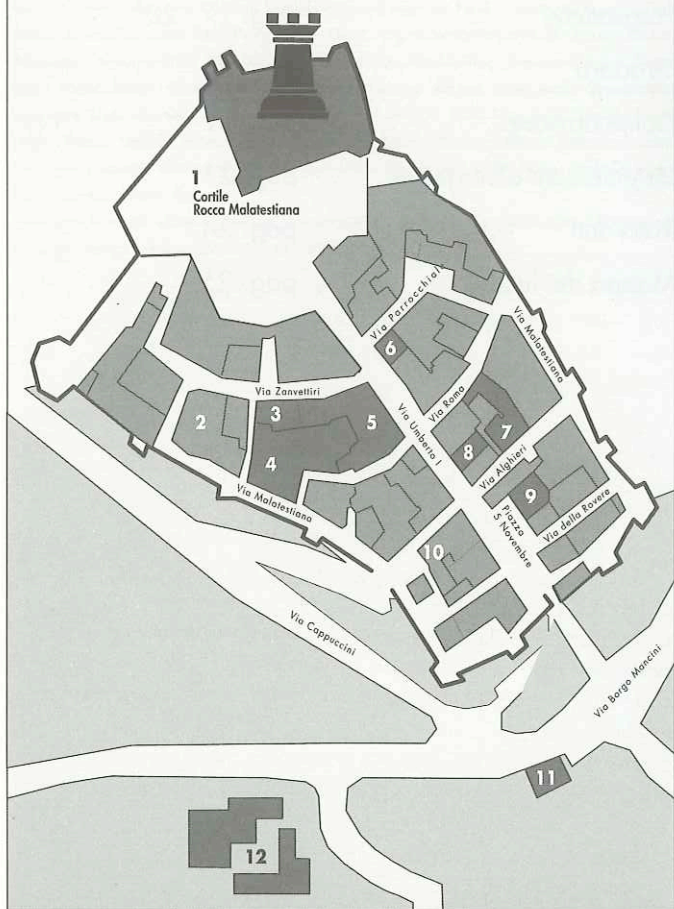 1
Cortile
Rocca Malatestiana
Via Parrocchiale
6
Via Malatestiana
Via Zanvettiri
Via Roma
2
3
5
Via Umberto I
7
4
8
Via Alghieri
Via Malatestiana
9
Piazza
5 Novembre
Via della Rovere
10
Via Cappuccini
Via Borgo Mancini
11
12